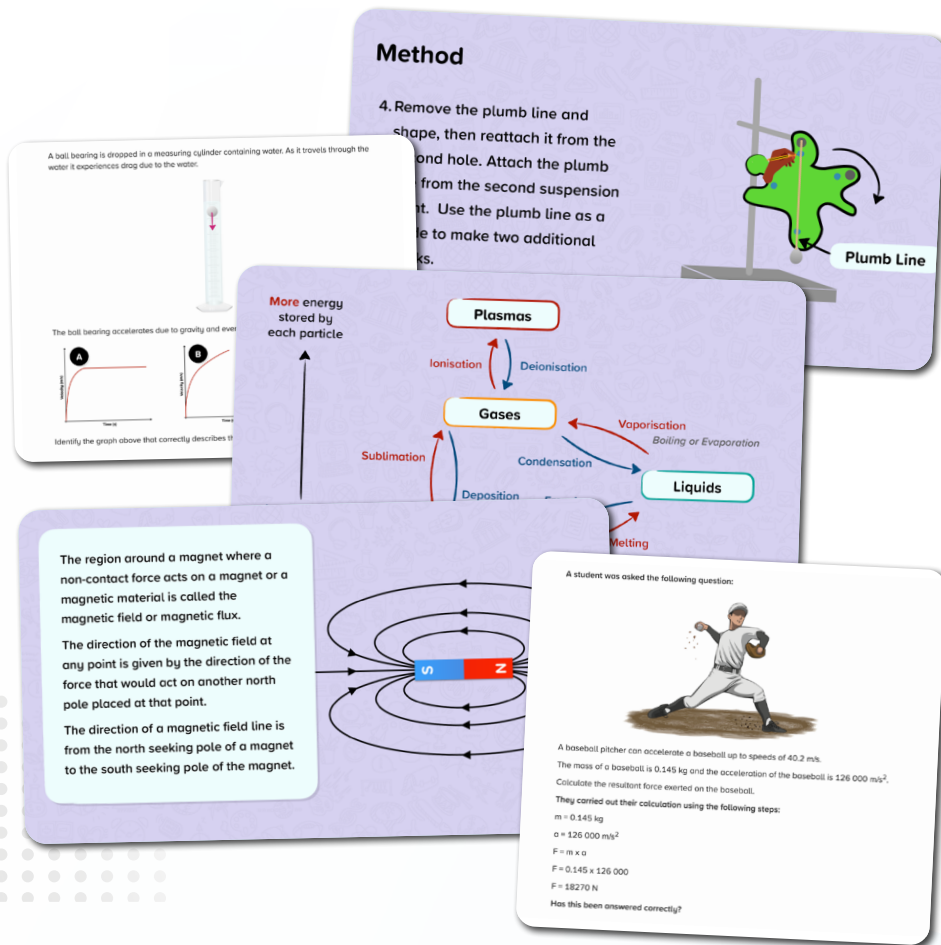 Method
4. Remove the plumb line and
shape, then reattach it from the
ond hole. Attach the plumb
from the second suspension
nt. Use the plumb line as a
e to make two additional
ks.
Plumb Line
A ball bearing is dropped in a measuring cylinder containing water. As it travels through the
water it experiences drag due to the water.
The ball bearing accelerates due to gravity and even
A
B
Velocity (m/s)
Velocity (m/s)
Time (s)
Time (s)
Identify the graph above that correctly describes th
More energy
stored by
each particle
Plasmas
Ionisation
Deionisation
Gases
Vaporisation
Boiling or Evaporation
Sublimation
Condensation
Liquids
Deposition
Melting
The region around a magnet where a
non-contact force acts on a magnet or a
magnetic material is called the
magnetic field or magnetic flux.
The direction of the magnetic field at
any point is given by the direction of the
force that would act on another north
pole placed at that point.
The direction of a magnetic field line is
from the north seeking pole of a magnet
to the south seeking pole of the magnet.
S
N
A student was asked the following question:
A baseball pitcher can accelerate a baseball up to speeds of 40.2 m/s.
The mass of a baseball is 0.145 kg and the acceleration of the baseball is 126 000 m/s².
Calculate the resultant force exerted on the baseball.
They carried out their calculation using the following steps:
m = 0.145 kg
a = 126 000 m/s²
F = m x a
F = 0.145 x 126 000
F = 18270 N
Has this been answered correctly?